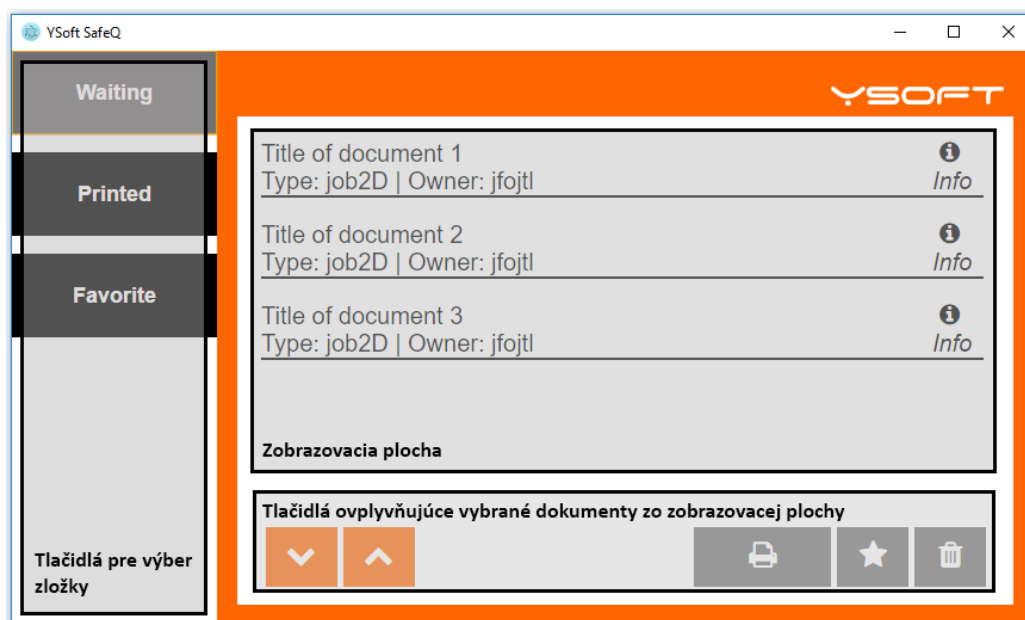 YSoft SafeQ
Waiting
Printed
Favorite
Tlačidlá pre výber
zložky
YSOFT
Title of document 1
Type: job2D | Owner: jfojtl
Info
Title of document 2
Type: job2D | Owner: jfojtl
Info
Title of document 3
Type: job2D | Owner: jfojtl
Info
Zobrazovacia plocha
Tlačidlá ovplyvňujúce vybrané dokumenty zo zobrazovacej plochy